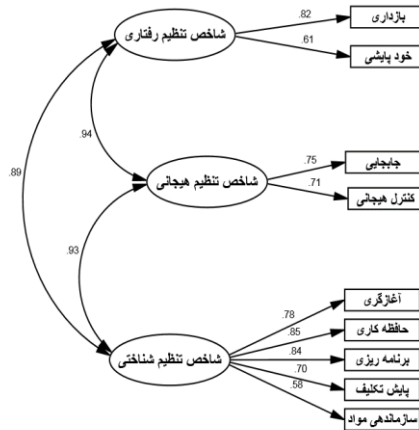 .82
بازداری
شاخص تنظیم رفتاری
.61
خود پایشی
.94
.89
.75
جابجایی
شاخص تنظیم هیجانی
.71
کنترل هیجانی
.93
.78
آغازگری
.85
حافظه کاری
شاخص تنظیم شناختی
.84
برنامه ریزی
.70
پایش تکلیف
.58
سازماندهی مواد